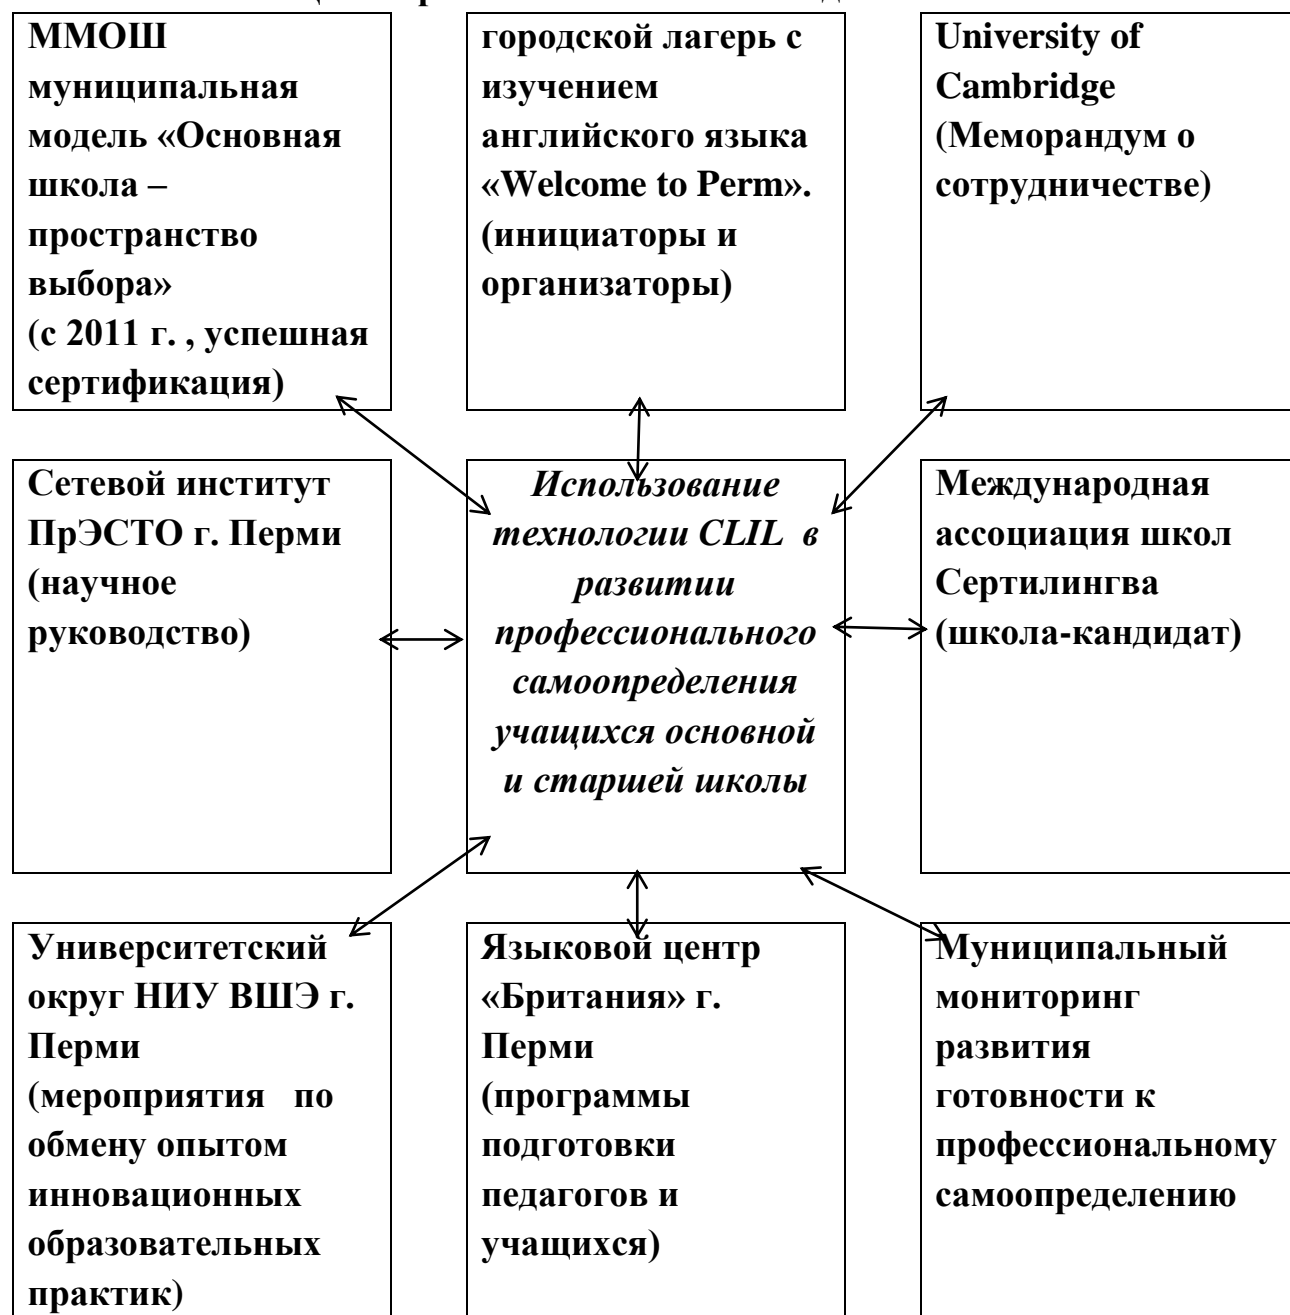 ММОШ
муниципальная
модель «Основная
школа –
пространство
выбора»
(с 2011 г. , успешная
сертификация)
городской лагерь с
изучением
английского языка
«Welcome to Perm».
(инициаторы и
организаторы)
University of
Cambridge
(Меморандум о
сотрудничестве)
Сетевой институт
ПрЭСТО г. Перми
(научное
руководство)
Использование
технологии CLIL в
развитии
профессионального
самоопределения
учащихся основной
и старшей школы
Международная
ассоциация школ
Сертилингва
(школа-кандидат)
Университетский
округ НИУ ВШЭ г.
Перми
(мероприятия по
обмену опытом
инновационных
образовательных
практик)
Языковой центр
«Британия» г.
Перми
(программы
подготовки
педагогов и
учащихся)
Муниципальный
мониторинг
развития
готовности к
профессиональному
самоопределению